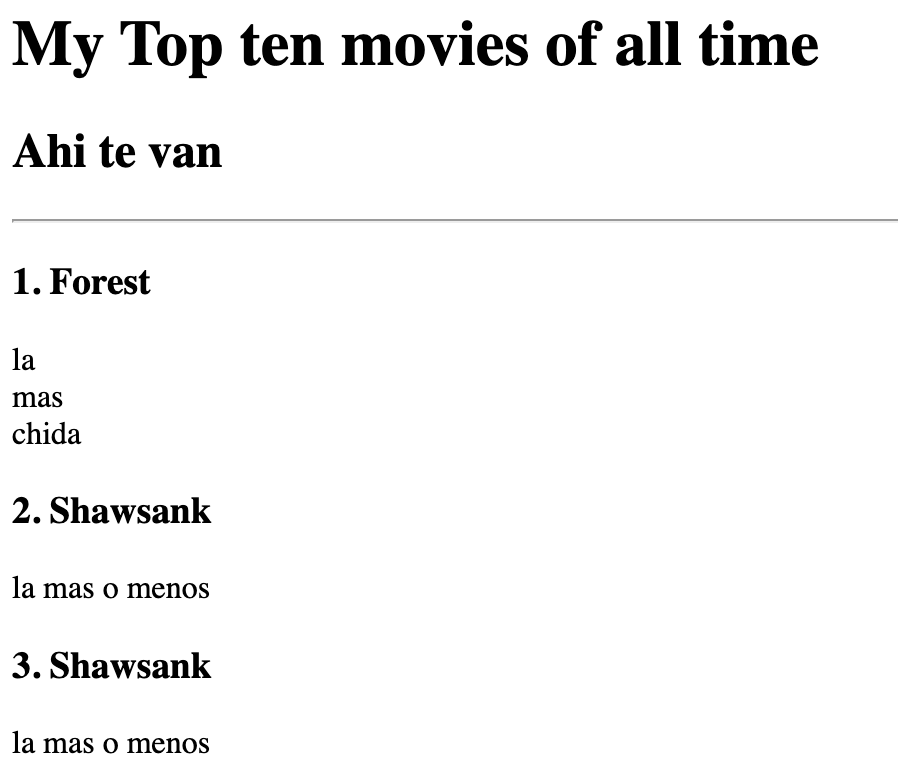 My Top ten movies of all time
Ahi te van
1. Forest
la
mas
chida
2. Shawsank
la mas o menos
3. Shawsank
la mas o menos